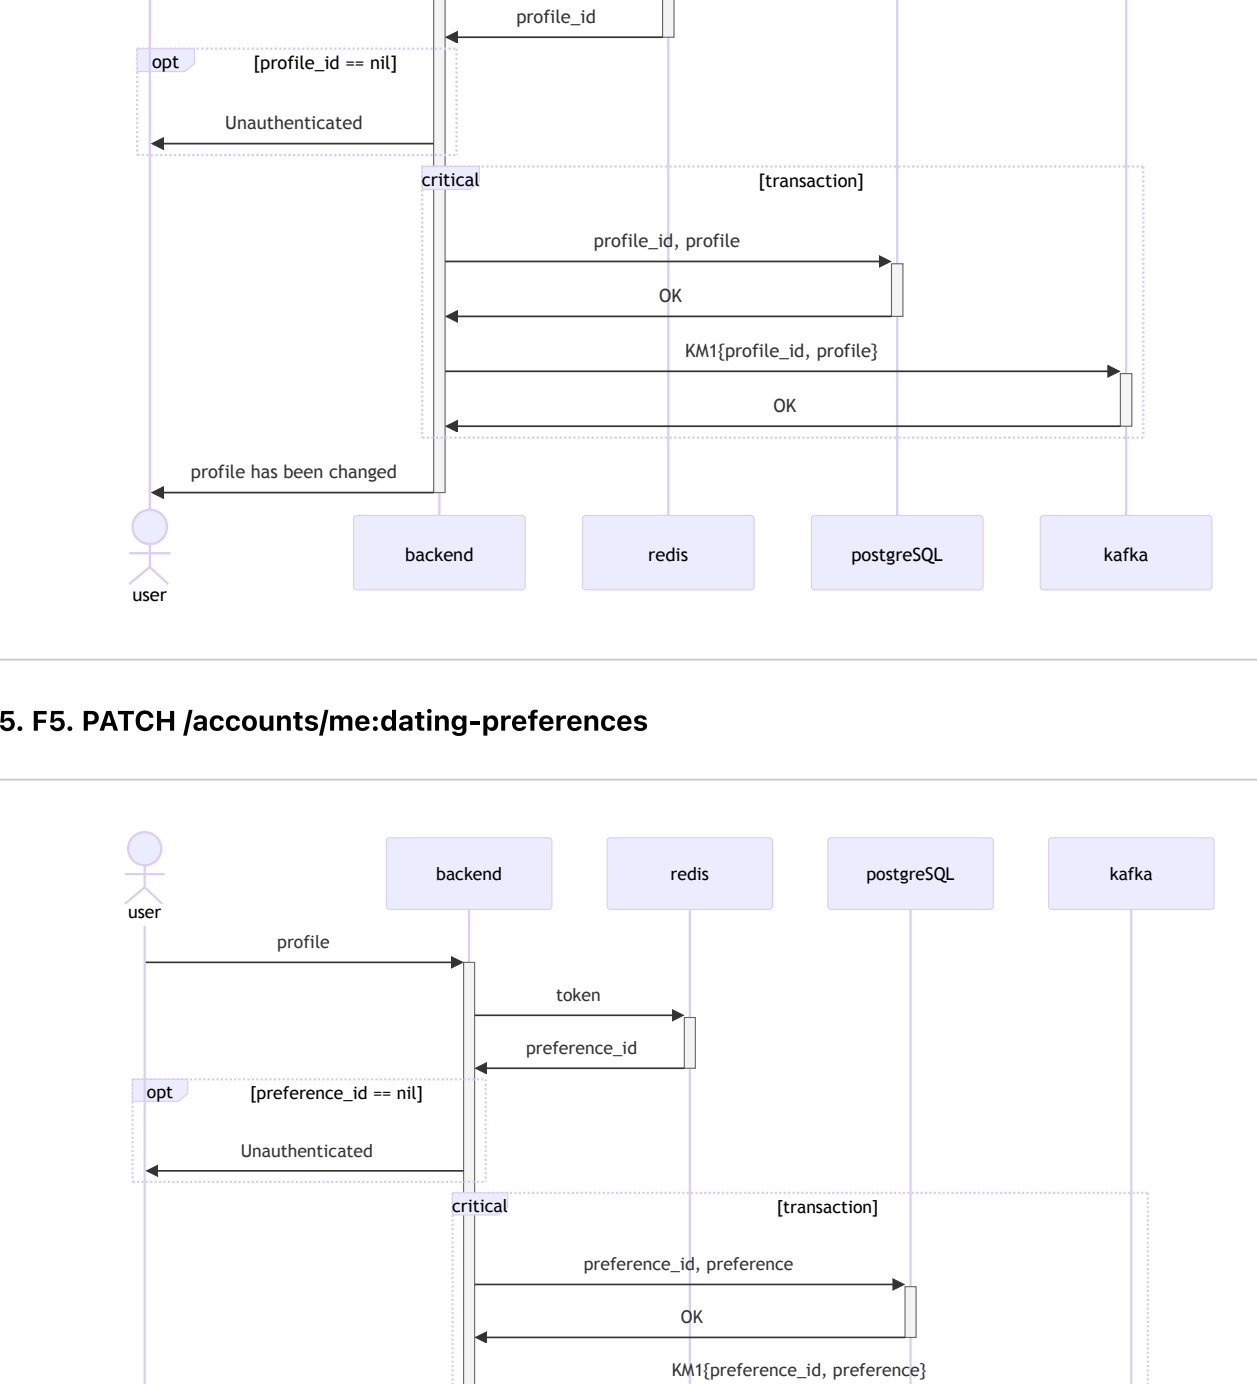 profile_id
opt
[profile_id == nil]
Unauthenticated
critical
[transaction]
profile_id, profile
OK
KM1{profile_id, profile}
OK
profile has been changed
backend
redis
postgreSQL
kafka
user
5. F5. PATCH /accounts/me:dating-preferences
backend
redis
postgreSQL
kafka
user
profile
token
preference_id
opt
[preference_id == nil]
Unauthenticated
critical
[transaction]
preference_id, preference
OK
KM1{preference_id, preference}